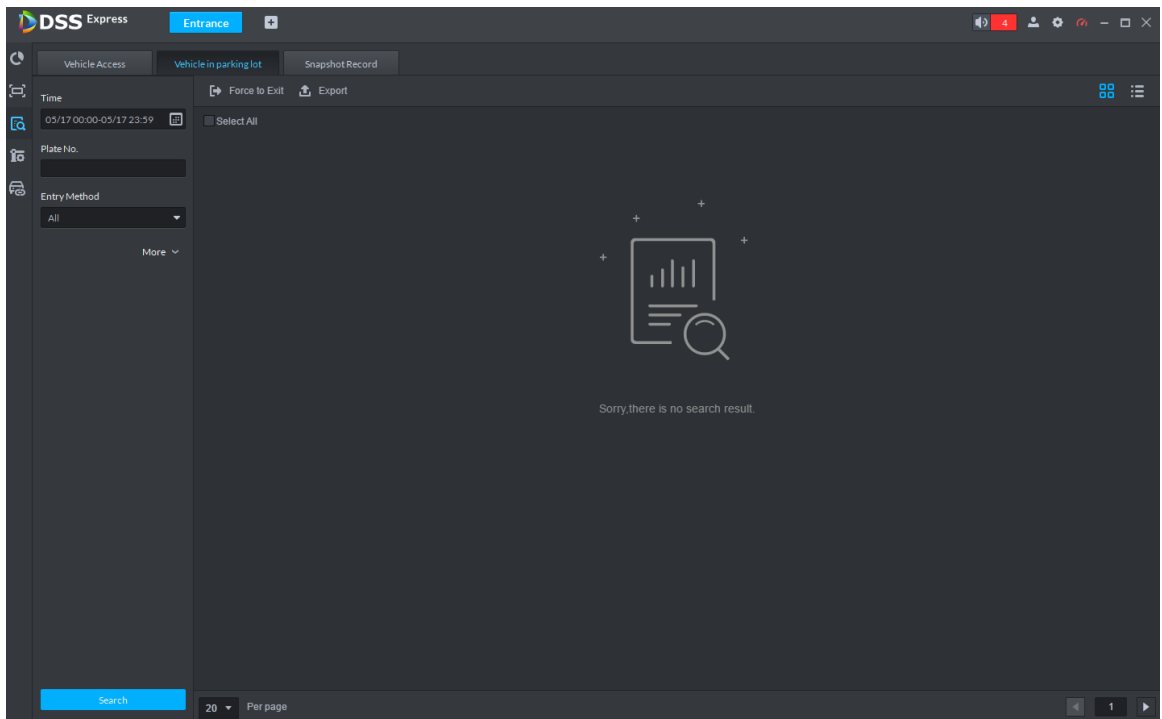 DSS Express
Entrance
4
Vehicle Access
Vehicle in parking lot
Snapshot Record
Time
05/17 00:00-05/17 23:59
Plate No.
Entry Method
All
More
Search
Force to Exit
Export
Select All
Sorry,there is no search result.
20
Per page
1